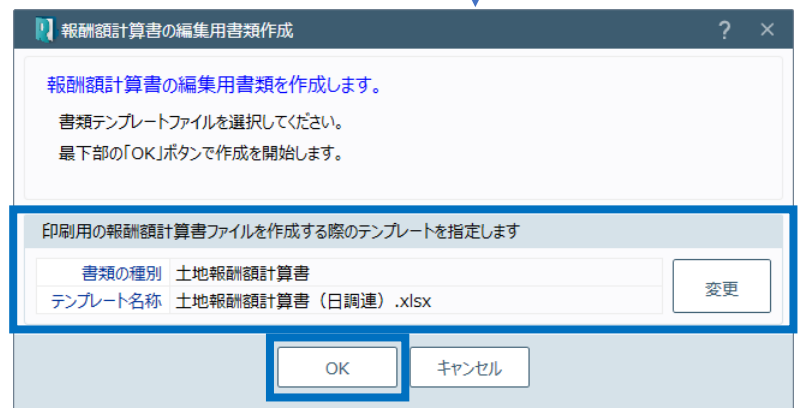 報酬額計算書の編集用書類作成
? ×
報酬額計算書の編集用書類を作成します。
書類テンプレートファイルを選択してください。
最下部の「OK」ボタンで作成を開始します。
印刷用の報酬額計算書ファイルを作成する際のテンプレートを指定します
書類の種別 土地報酬額計算書
テンプレート名称 土地報酬額計算書（日調連）.xlsx
変更
OK キャンセル